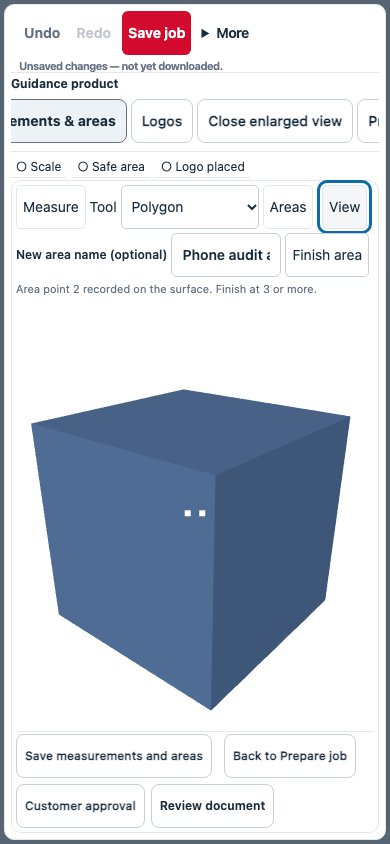 Undo Redo Save job ▶ More
Unsaved changes — not yet downloaded.
Guidance product
ements & areas Logos Close enlarged view
Scale Safe area Logo placed
Measure Tool Polygon Areas View
New area name (optional) Phone audit Finish area
Area point 2 recorded on the surface. Finish at 3 or more.
Save measurements and areas Back to Prepare job
Customer approval Review document